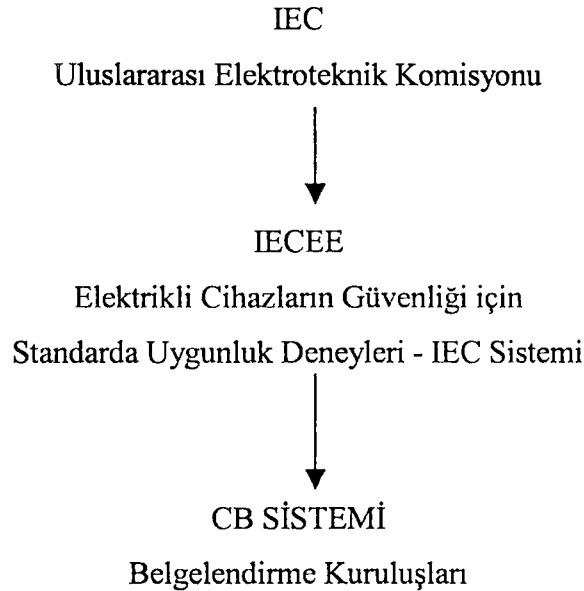 IEC
Uluslararası Elektroteknik Komisyonu
IECEE
Elektrikli Cihazların Güvenliği için
Standarda Uygunluk Deneyleri - IEC Sistemi
CB SİSTEMİ
Belgelendirme Kuruluşları